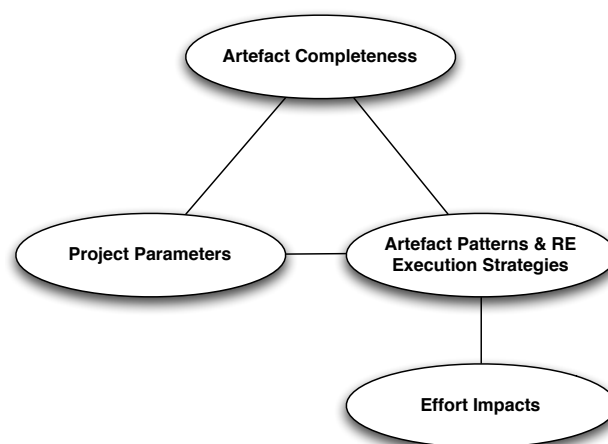 Artefact Completeness
Project Parameters
Artefact Patterns & RE
Execution Strategies
Effort Impacts